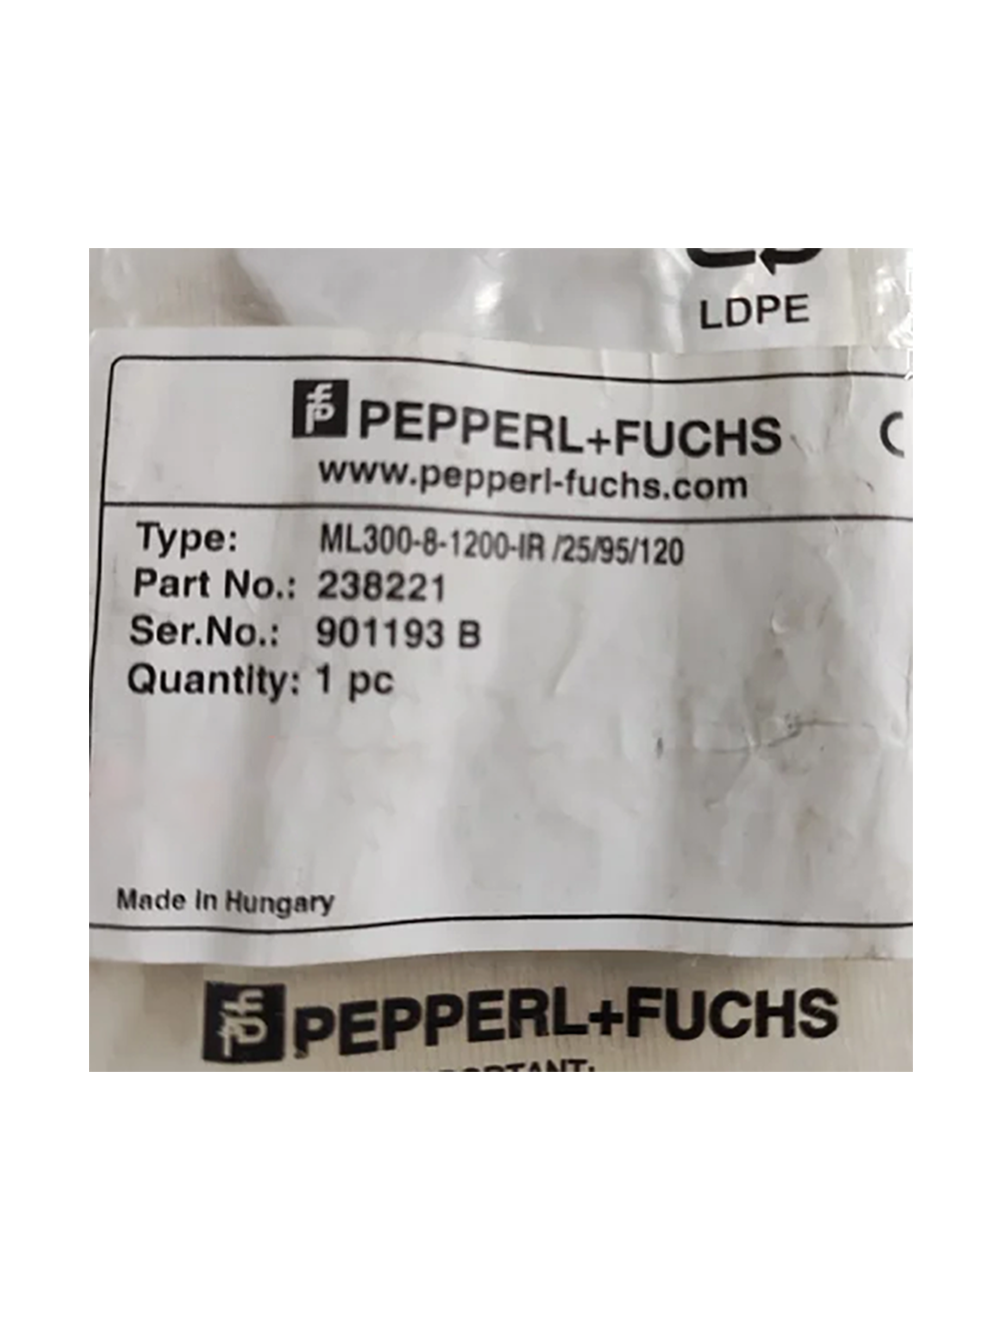 LDPE
PEPPERL+FUCHS
www.pepperl-fuchs.com
Type: ML300-8-1200-IR /25/95/120
Part No.: 238221
Ser.No.: 901193 B
Quantity: 1 pc
Made in Hungary
PEPPERL+FUCHS